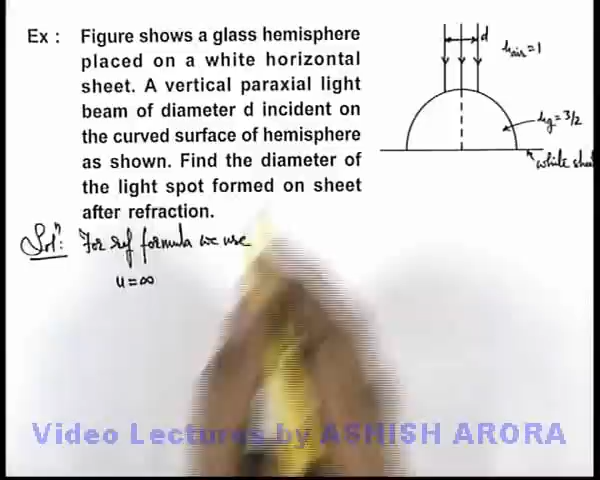 Ex : Figure shows a glass hemisphere
placed on a white horizontal
sheet. A vertical paraxial light
beam of diameter d incident on
the curved surface of hemisphere
as shown. Find the diameter of
the light spot formed on sheet
after refraction.
d
μair=1
μg=3/2
white sheet
Solⁿ: For ref formula we use
u=∞
Video Lectures by ASHISH ARORA